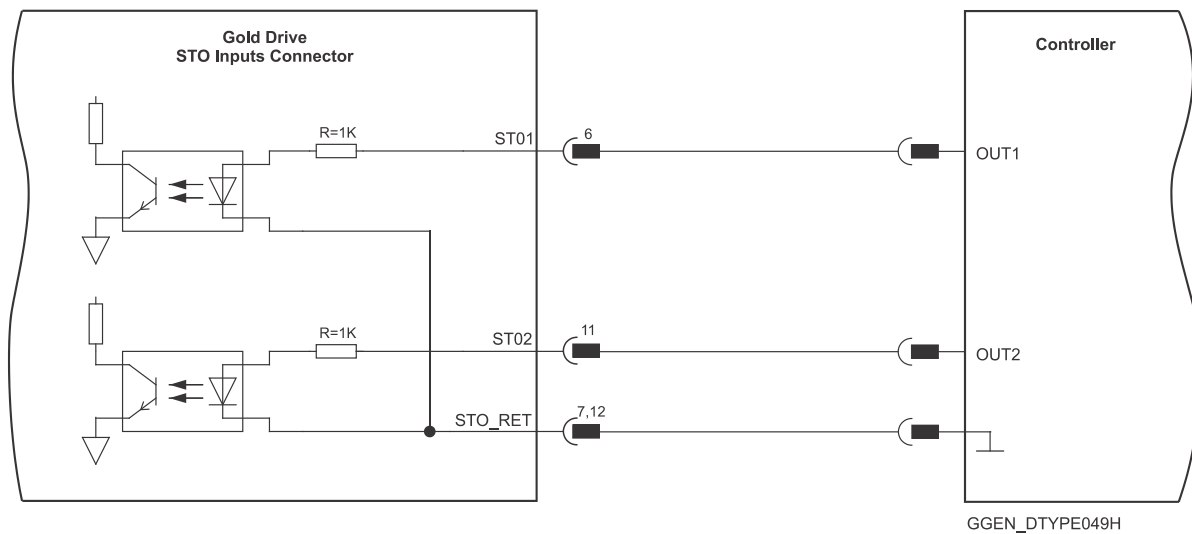 Gold Drive
STO Inputs Connector
Controller
R=1K
ST01
6
OUT1
R=1K
ST02
11
OUT2
STO_RET
7,12
GGEN_DTYPE049H